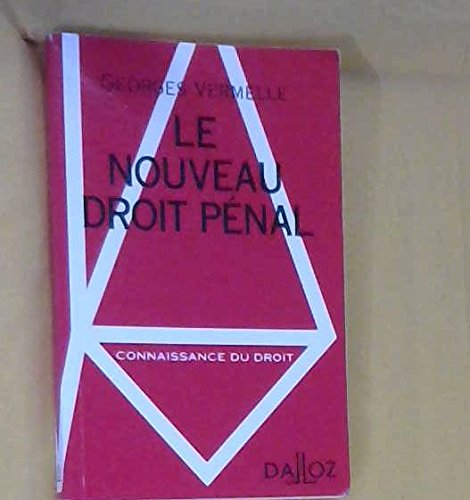 GEORGES VERMELLE
LE
NOUVEAU
DROIT PÉNAL
CONNAISSANCE DU DROIT
DALLOZ